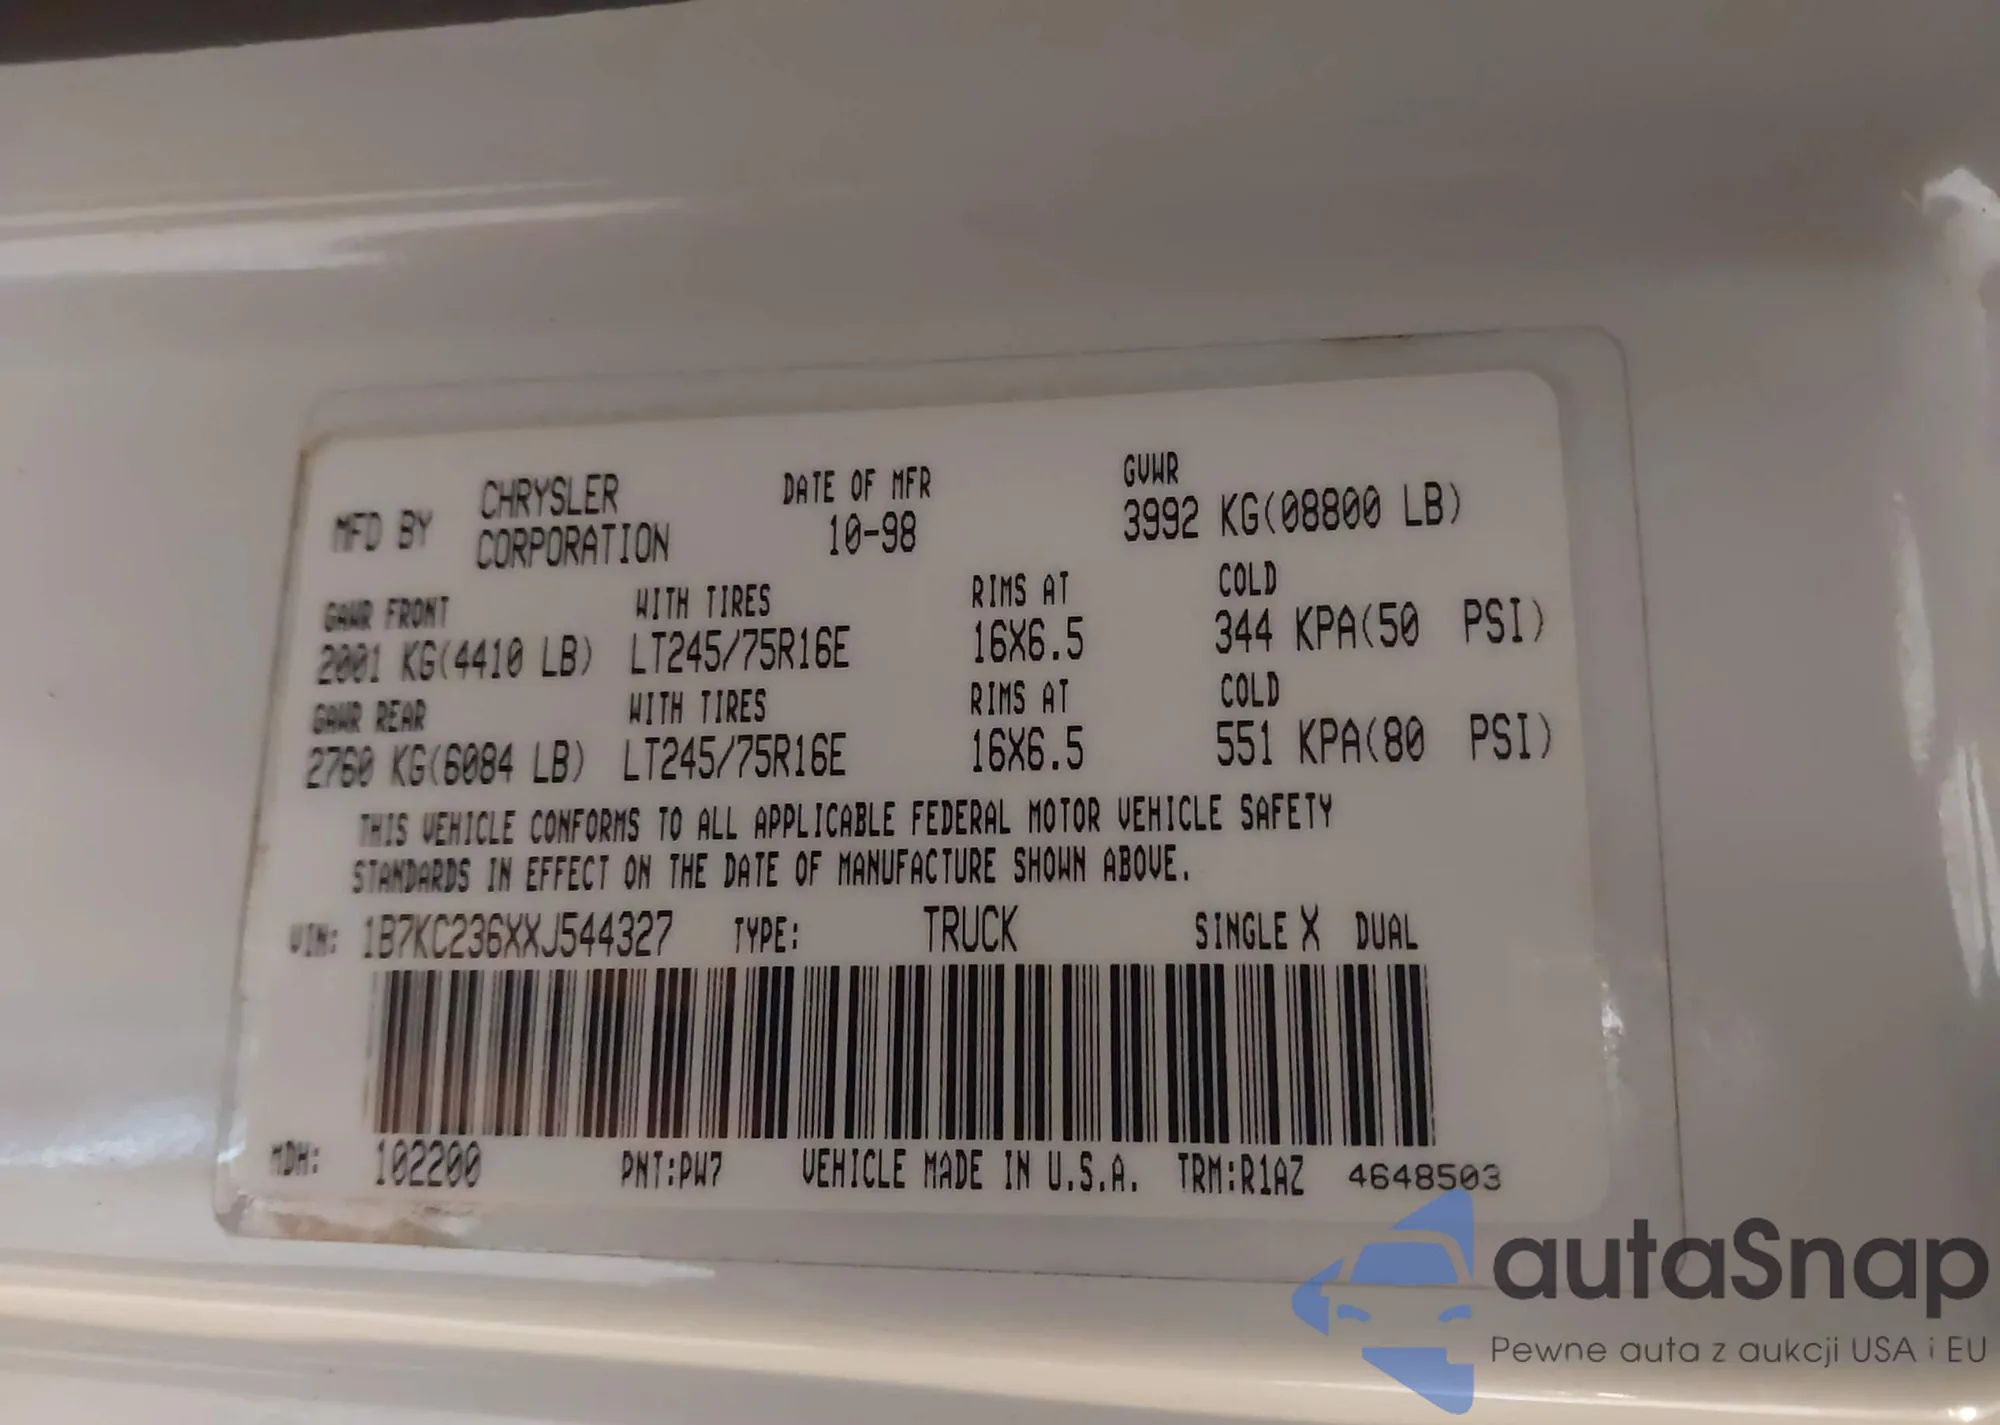 MFD BY CHRYSLER CORPORATION DATE OF MFR 10-98 GVWR 3992 KG(08800 LB)
GAWR FRONT WITH TIRES RIMS AT COLD
2001 KG(4410 LB) LT245/75R16E 16X6.5 344 KPA(50 PSI)
GAWR REAR WITH TIRES RIMS AT COLD
2760 KG(6084 LB) LT245/75R16E 16X6.5 551 KPA(80 PSI)
THIS VEHICLE CONFORMS TO ALL APPLICABLE FEDERAL MOTOR VEHICLE SAFETY
STANDARDS IN EFFECT ON THE DATE OF MANUFACTURE SHOWN ABOVE.
VIN: 1B7KC236XXJ544327 TYPE: TRUCK SINGLE X DUAL
MDH: 102200 PNT:PW7 VEHICLE MADE IN U.S.A. TRM:R1AZ 4648503
autaSnap
Pewne auta z aukcji USA i EU